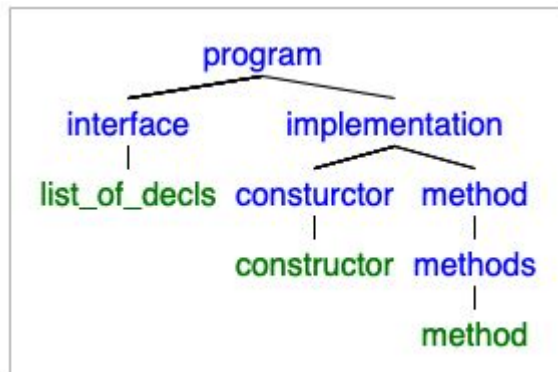 program
interface implementation
list_of_decls consturctor method
constructor methods
method